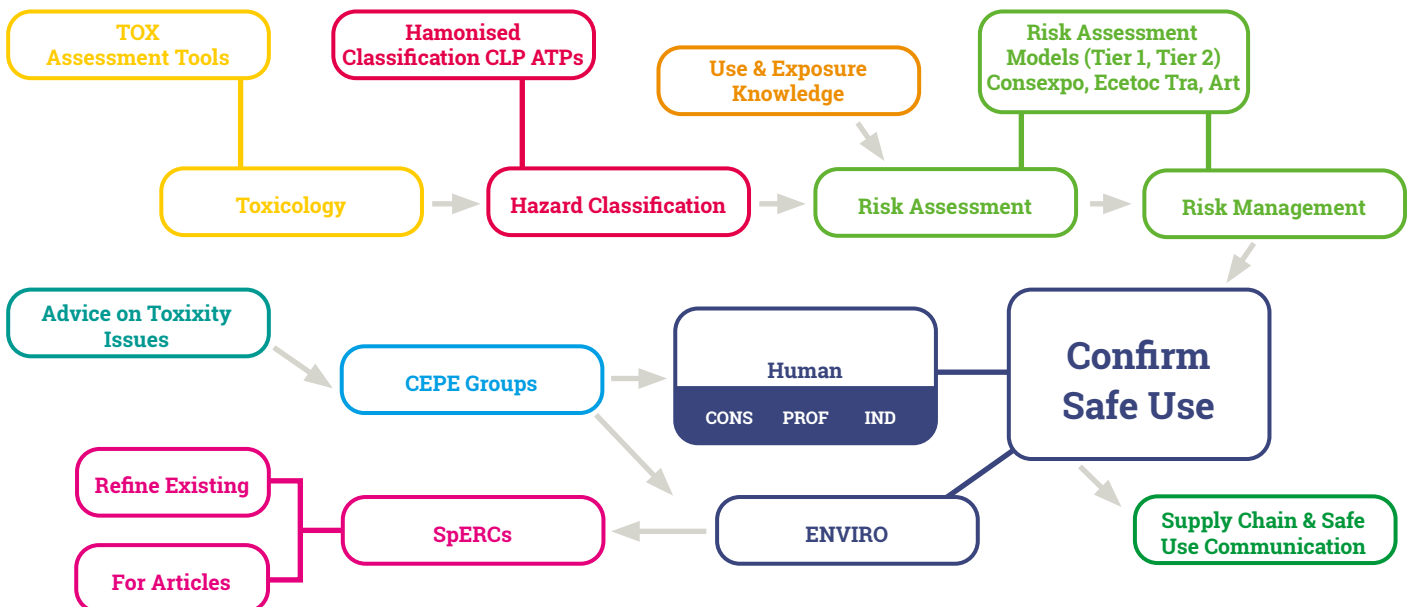 TOX
Assessment Tools
Hamonised
Classification CLP ATPs
Use & Exposure
Knowledge
Risk Assessment
Models (Tier 1, Tier 2)
Consexpo, Ecetoc Tra, Art
Toxicology
Hazard Classification
Risk Assessment
Risk Management
Advice on Toxixity
Issues
CEPE Groups
Human
CONS PROF IND
Confirm
Safe Use
Refine Existing
For Articles
SpERCs
ENVIRO
Supply Chain & Safe
Use Communication